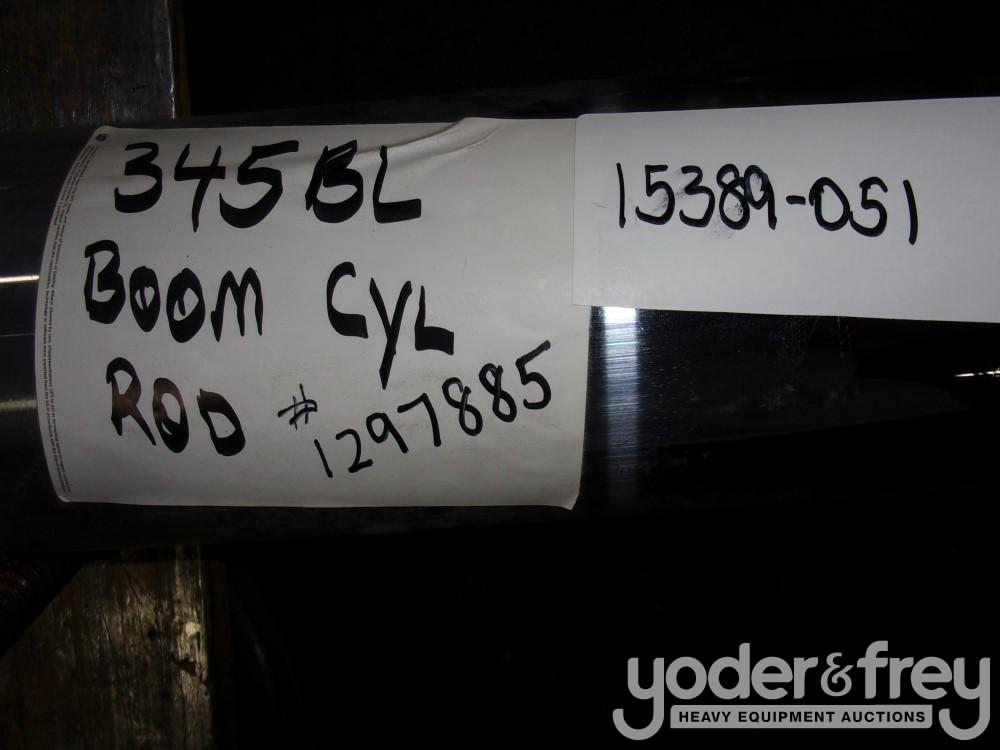 345BL
BOOM CYL
ROD #1297885
15389-051
yoder&frey
HEAVY EQUIPMENT AUCTIONS